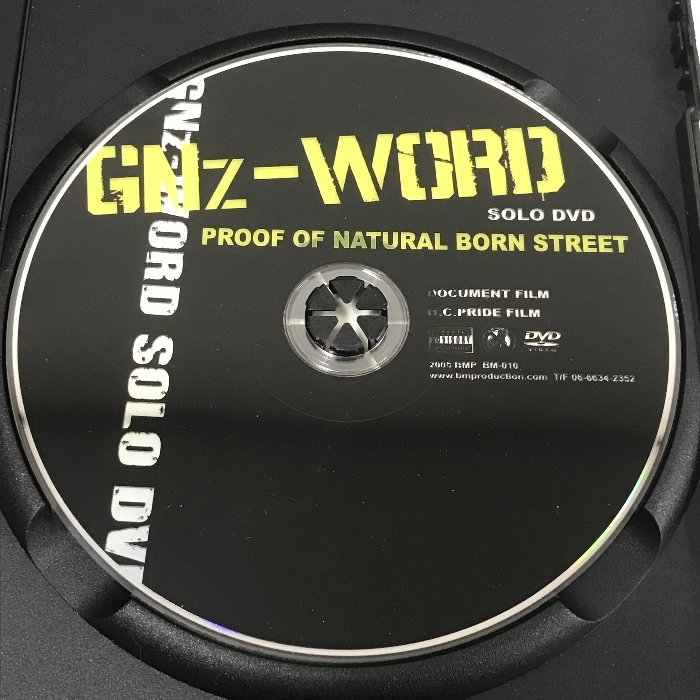 GNz-WORD
SOLO DVD
PROOF OF NATURAL BORN STREET
DOCUMENT FILM
PRIDE FILM
DVD
VIDEO
2005 BMP BM-010
www.bmproduction.com T/F 06-6634-2352
GNz-WORD SOLO DVD